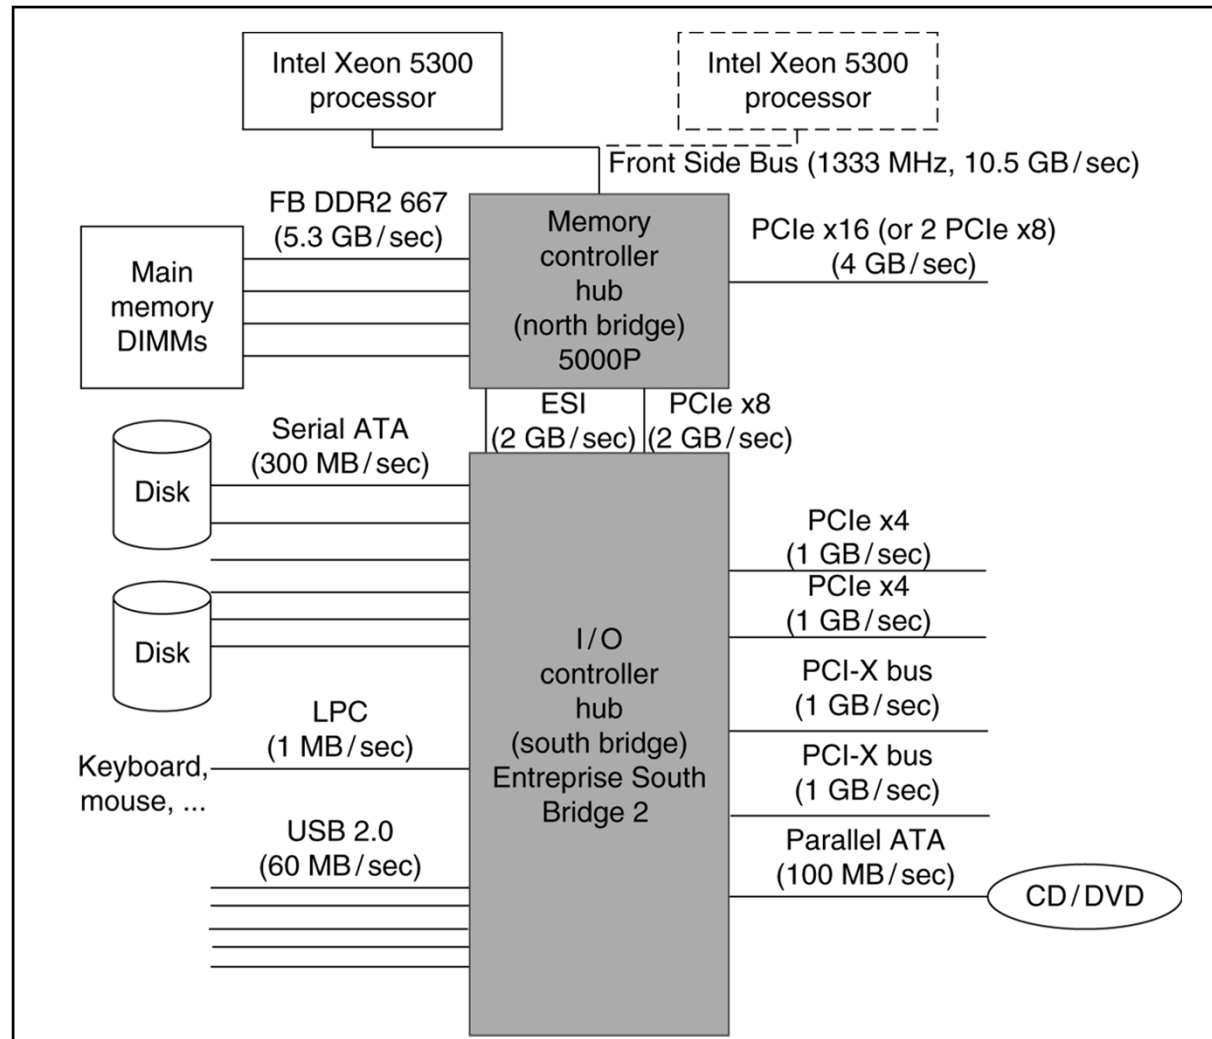 Intel Xeon 5300
processor
Intel Xeon 5300
processor
Front Side Bus (1333 MHz, 10.5 GB/sec)
FB DDR2 667
(5.3 GB/sec)
Main
memory
DIMMs
Memory
controller
hub
(north bridge)
5000P
PCIe x16 (or 2 PCIe x8)
(4 GB/sec)
ESI
(2 GB/sec)
PCIe x8
(2 GB/sec)
Serial ATA
(300 MB/sec)
Disk
Disk
LPC
(1 MB/sec)
Keyboard,
mouse, ...
USB 2.0
(60 MB/sec)
I/O
controller
hub
(south bridge)
Entreprise South
Bridge 2
PCIe x4
(1 GB/sec)
PCIe x4
(1 GB/sec)
PCI-X bus
(1 GB/sec)
PCI-X bus
(1 GB/sec)
Parallel ATA
(100 MB/sec)
CD/DVD